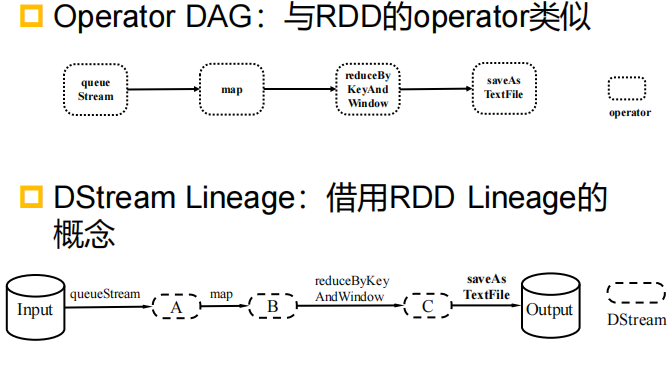 Operator DAG：与RDD的operator类似
queue
Stream
map
reduceBy
KeyAnd
Window
saveAs
TextFile
operator
DStream Lineage：借用RDD Lineage的
概念
Input
queueStream
A
map
B
reduceByKey
AndWindow
C
saveAs
TextFile
Output
DStream